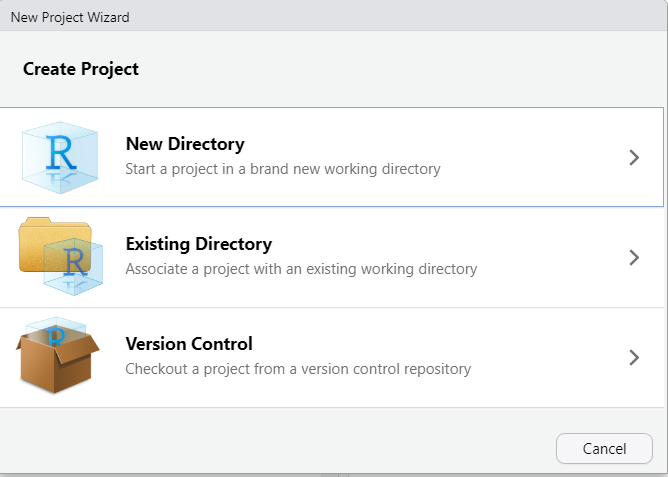 New Project Wizard
Create Project
New Directory
Start a project in a brand new working directory
Existing Directory
Associate a project with an existing working directory
Version Control
Checkout a project from a version control repository
Cancel